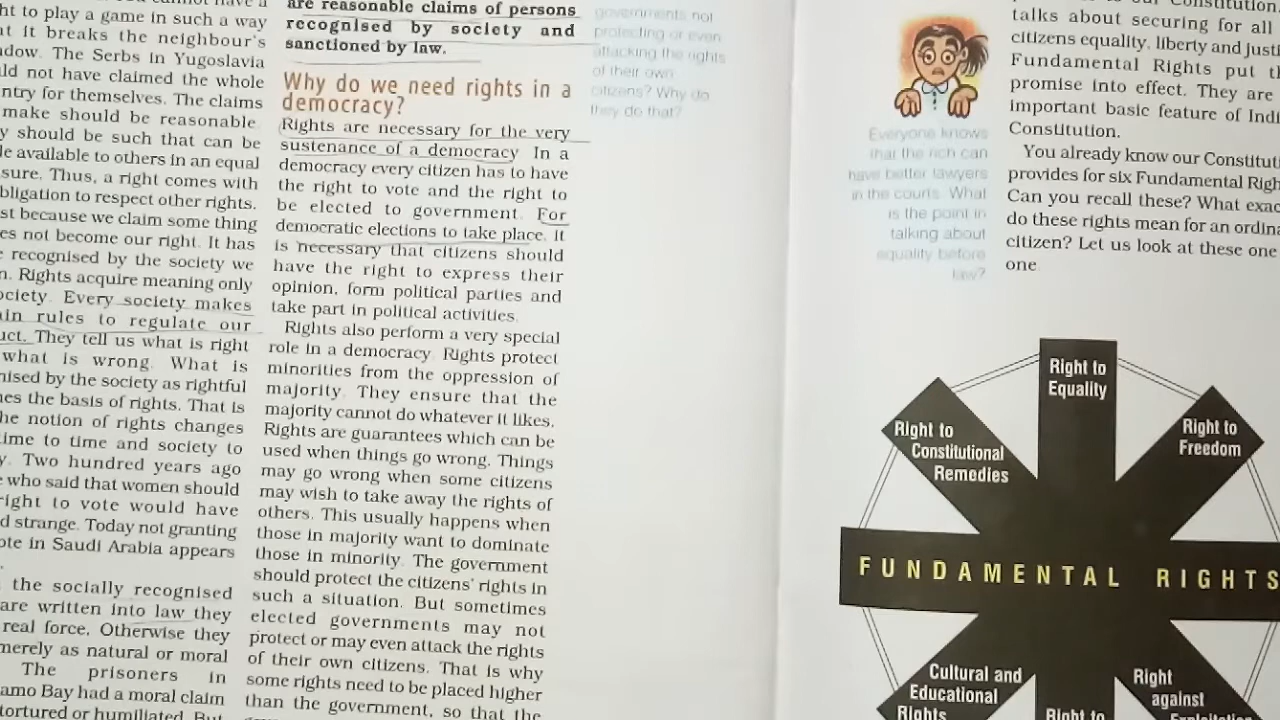 ht to play a game in such a way
at it breaks the neighbour's
dow. The Serbs in Yugoslavia
ld not have claimed the whole
ntry for themselves. The claims
make should be reasonable
y should be such that can be
le available to others in an equal
sure. Thus, a right comes with
bligation to respect other rights.
st because we claim some thing
es not become our right. It has
recognised by the society we
n. Rights acquire meaning only
ociety. Every society makes
ain rules to regulate our
uct. They tell us what is right
what is wrong. What is
nised by the society as rightful
es the basis of rights. That is
he notion of rights changes
ime to time and society to
y. Two hundred years ago
who said that women should
right to vote would have
d strange. Today not granting
ote in Saudi Arabia appears
the socially recognised
are written into law they
real force. Otherwise they
merely as natural or moral
The prisoners in
amo Bay had a moral claim
tortured or humiliated. But
are reasonable claims of persons
recognised by society and
sanctioned by law.
Why do we need rights in a
democracy?
Rights are necessary for the very
sustenance of a democracy In a
democracy every citizen has to have
the right to vote and the right to
be elected to government. For
democratic elections to take place, it
is necessary that citizens should
have the right to express their
opinion, form political parties and
take part in political activities.
Rights also perform a very special
role in a democracy. Rights protect
minorities from the oppression of
majority. They ensure that the
majority cannot do whatever it likes.
Rights are guarantees which can be
used when things go wrong. Things
may go wrong when some citizens
may wish to take away the rights of
others. This usually happens when
those in majority want to dominate
those in minority. The government
should protect the citizens' rights in
such a situation. But sometimes
elected governments may not
protect or may even attack the rights
of their own citizens. That is why
some rights need to be placed higher
than the government, so that the
governments not
protecting or even
attacking the rights
of their own
citizens? Why do
they do that?
Everyone knows
that the rich can
have better lawyers
in the courts. What
is the point in
talking about
equality before
law?
Constitution
talks about securing for all
citizens equality, liberty and justi
Fundamental Rights put th
promise into effect. They are
important basic feature of Indi
Constitution.
You already know our Constituti
provides for six Fundamental Righ
Can you recall these? What exac
do these rights mean for an ordina
citizen? Let us look at these one
one
Right to
Equality
Right to
Freedom
Right to
Constitutional
Remedies
FUNDAMENTAL RIGHTS
Cultural and
Educational
Rights
Right to
Right
against
Exploitation